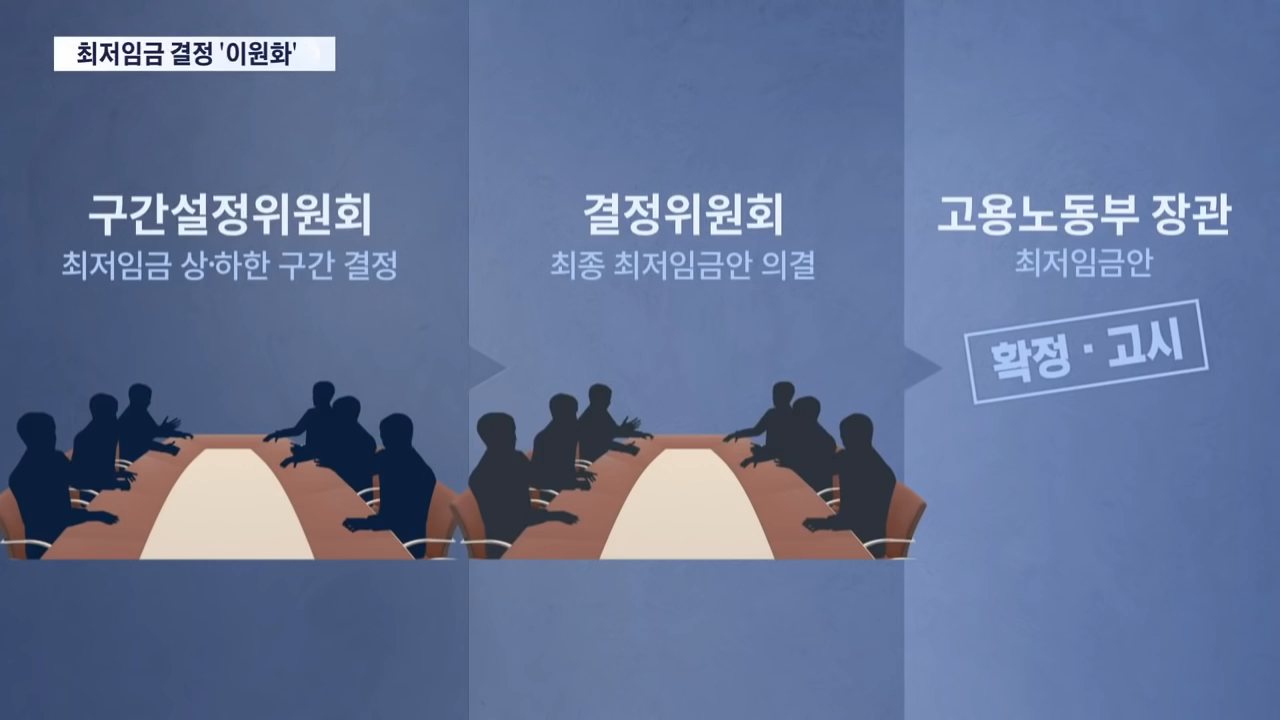 최저임금 결정 '이원화'
구간설정위원회
최저임금 상·하한 구간 결정
결정위원회
최종 최저임금안 의결
고용노동부 장관
최저임금안
확정·고시